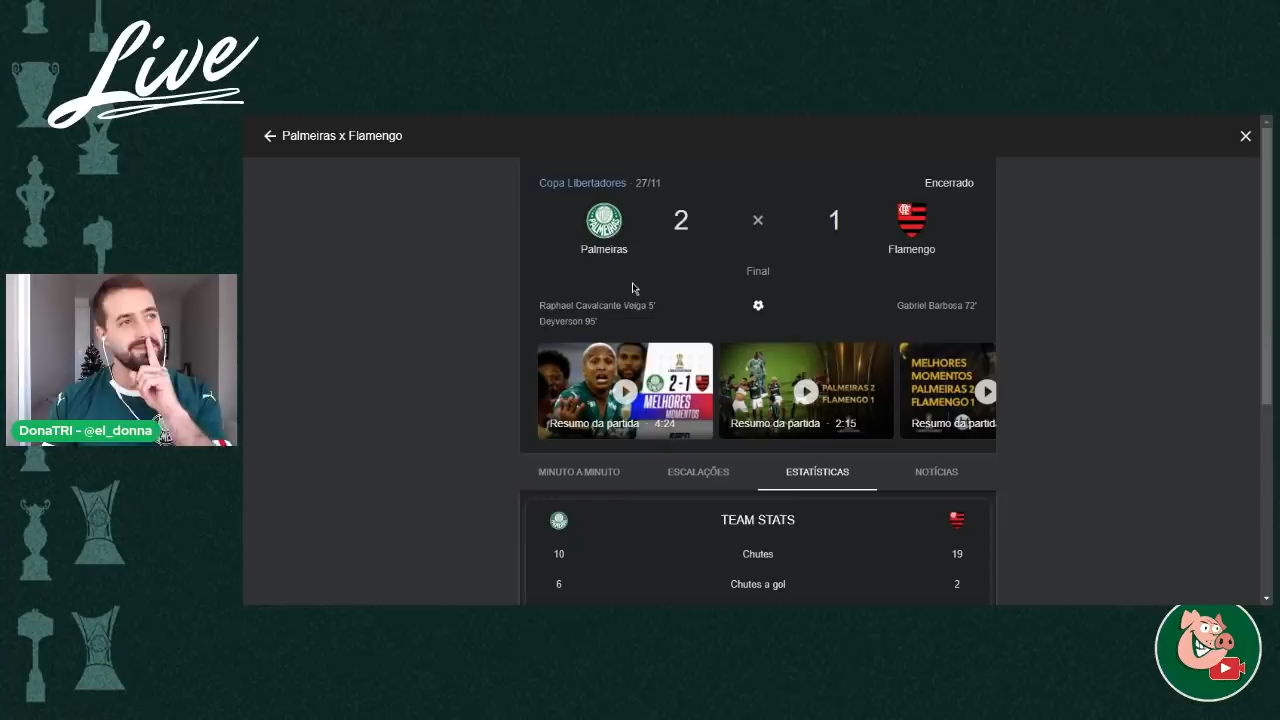 Live
Palmeiras x Flamengo
Copa Libertadores · 27/11
Encerrado
2
1
Palmeiras
Flamengo
Final
Raphael Cavalcante Veiga 5'
Gabriel Barbosa 72'
Deyverson 95'
2-1
MELHORES
MOMENTOS
Resumo da partida · 4:24
PALMEIRAS 2
FLAMENGO 1
Resumo da partida · 2:15
MELHORES
MOMENTOS
PALMEIRAS 2
FLAMENGO 1
Resumo da partida
DonaTRI - @el_donna
MINUTO A MINUTO
ESCALAÇÕES
ESTATÍSTICAS
NOTÍCIAS
TEAM STATS
10 Chutes 19
6 Chutes a gol 2